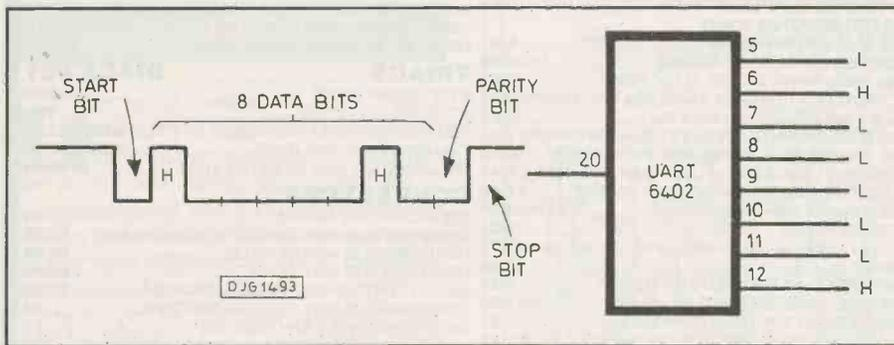 START
BIT
8 DATA BITS
PARITY
BIT
H
H
STOP
BIT
DJG1493
20
UART
6402
5
L
6
H
7
L
8
L
9
L
10
L
11
L
12
H